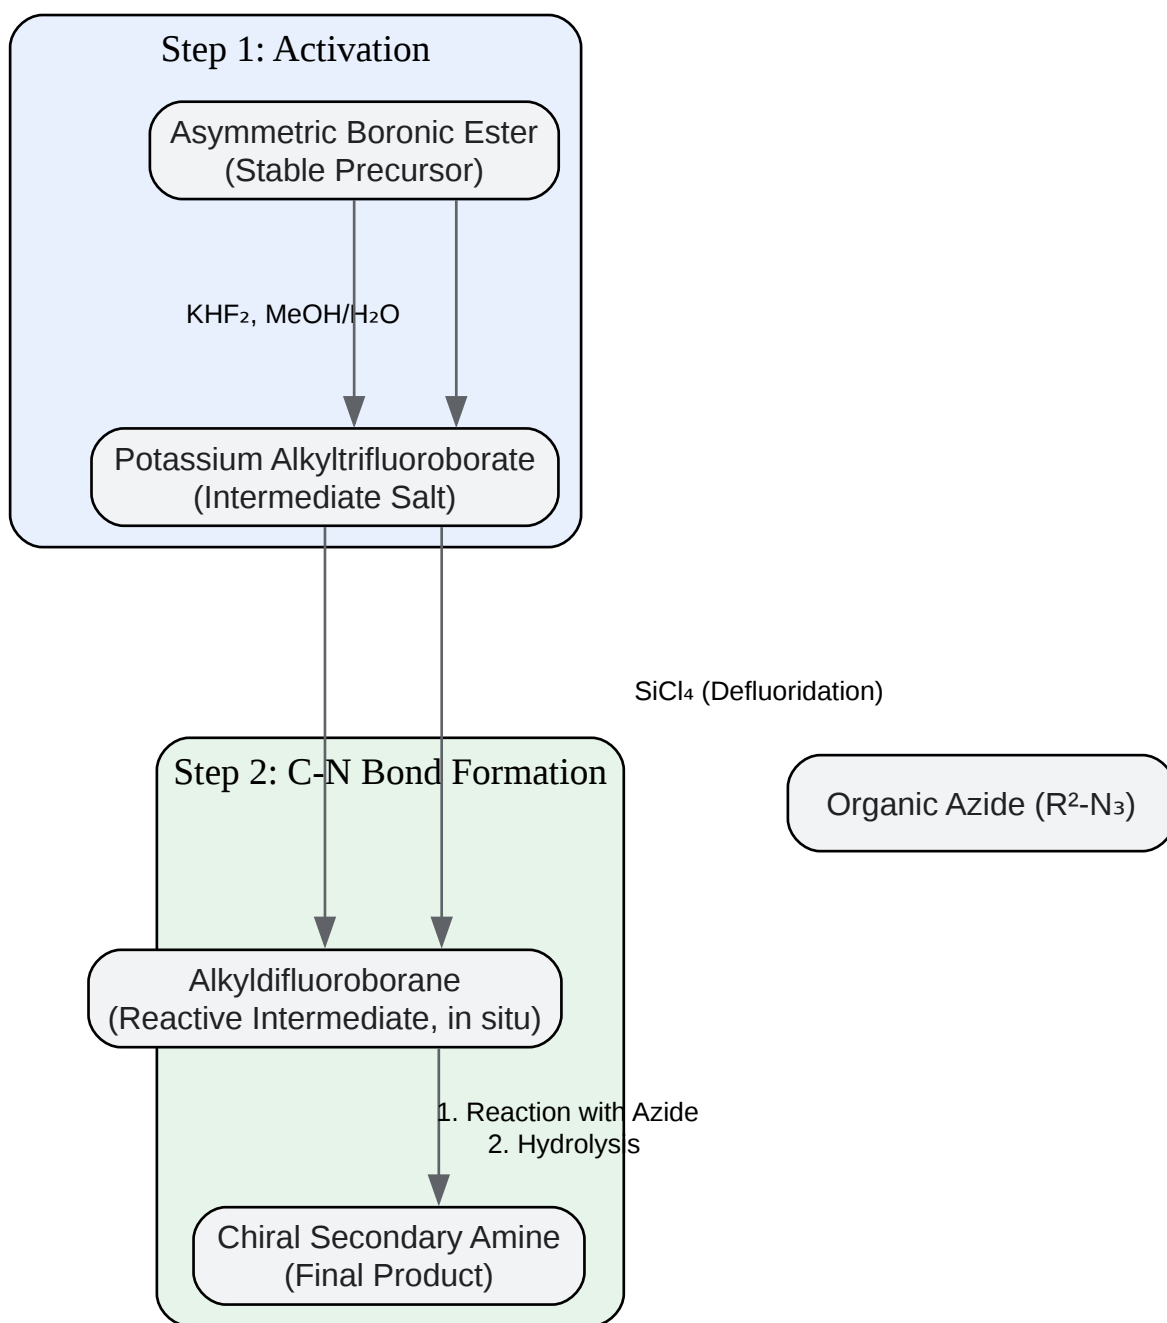 Step 1: Activation
Asymmetric Boronic Ester
(Stable Precursor)
KHF₂, MeOH/H₂O
Potassium Alkyltrifluoroborate
(Intermediate Salt)
SiCl₄ (Defluoridation)
Step 2: C-N Bond Formation
Organic Azide (R²-N₃)
Alkyldifluoroborane
(Reactive Intermediate, in situ)
1. Reaction with Azide
2. Hydrolysis
Chiral Secondary Amine
(Final Product)